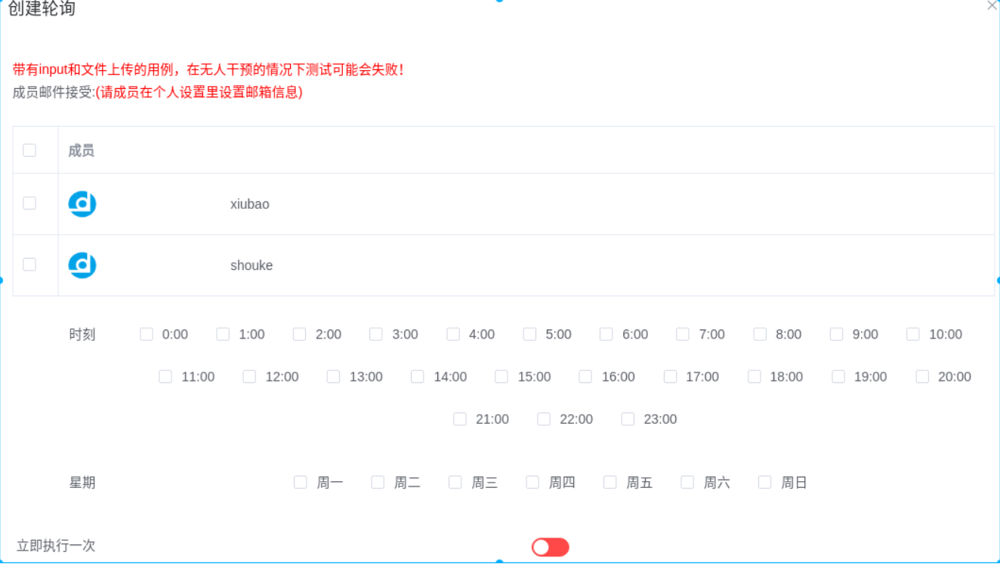 创建轮询
带有input和文件上传的用例，在无人干预的情况下测试可能会失败！
成员邮件接受:(请成员在个人设置里设置邮箱信息)
成员
xiubao
shouke
时刻 0:00 1:00 2:00 3:00 4:00 5:00 6:00 7:00 8:00 9:00 10:00
11:00 12:00 13:00 14:00 15:00 16:00 17:00 18:00 19:00 20:00
21:00 22:00 23:00
星期 周一 周二 周三 周四 周五 周六 周日
立即执行一次